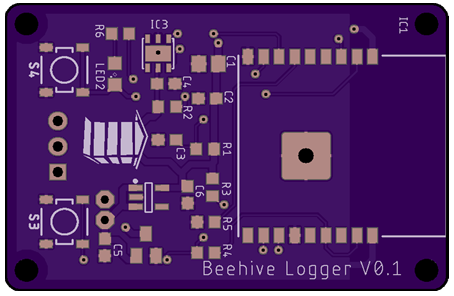 R6
IC3
IC1
S4
LED2
C1
C4
C2
R2
C3
R1
S3
C6
R3
R5
C5
R4
Beehive Logger V0.1